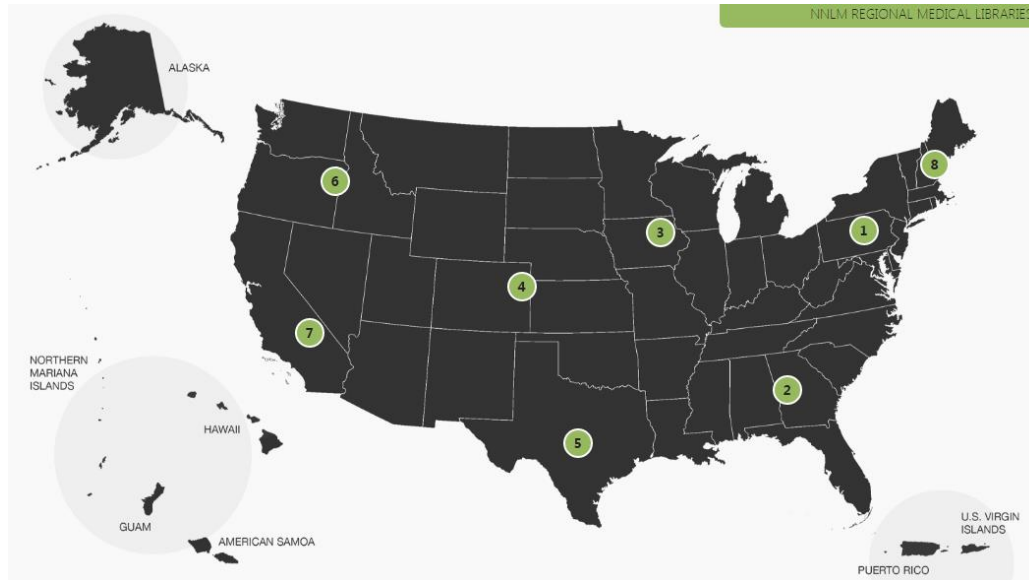 NNLM REGIONAL MEDICAL LIBRARIES
ALASKA
8
6
1
3
4
7
NORTHERN
MARIANA
ISLANDS
2
HAWAII
5
GUAM
AMERICAN SAMOA
U.S. VIRGIN
ISLANDS
PUERTO RICO